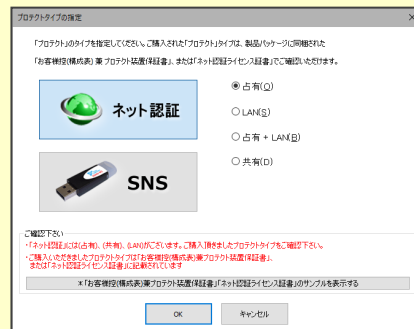 プロテクトタイプの指定
「プロテクト」のタイプを指定してください。ご購入された「プロテクト」タイプは、製品パッケージに同梱された
「お客様控(構成表) 兼 プロテクト装置保証書」、または「ネット認証ライセンス証書」でご確認いただけます。
ネット認証
SNS
占有(O)
LAN(S)
占有 + LAN(B)
共有(D)
ご確認下さい
・「ネット認証」には(占有)、(共有)、(LAN)がございます。ご購入頂きましたプロテクトタイプをご確認下さい。
・ご購入いただきましたプロテクトタイプは「お客様控(構成表)兼プロテクト装置保証書」、
または「ネット認証ライセンス証書」に記載されています
*「お客様控(構成表)兼プロテクト装置保証書」「ネット認証ライセンス証書」のサンプルを表示する
OK
キャンセル